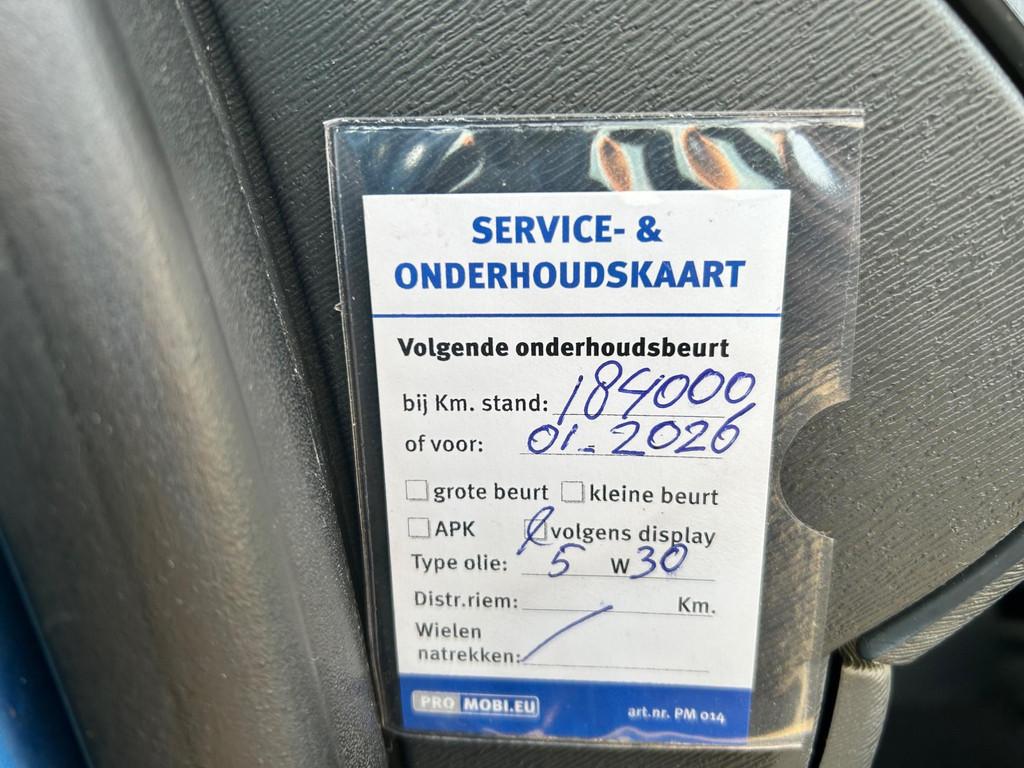 SERVICE- &
ONDERHOUDSKAART
Volgende onderhoudsbeurt
bij Km. stand: 184000
of voor: 01-2026
grote beurt kleine beurt
APK volgens display
Type olie: 5 W 30
Distr.riem: Km.
Wielen
natrekken:
PRO MOBI.EU art.nr. PM 014